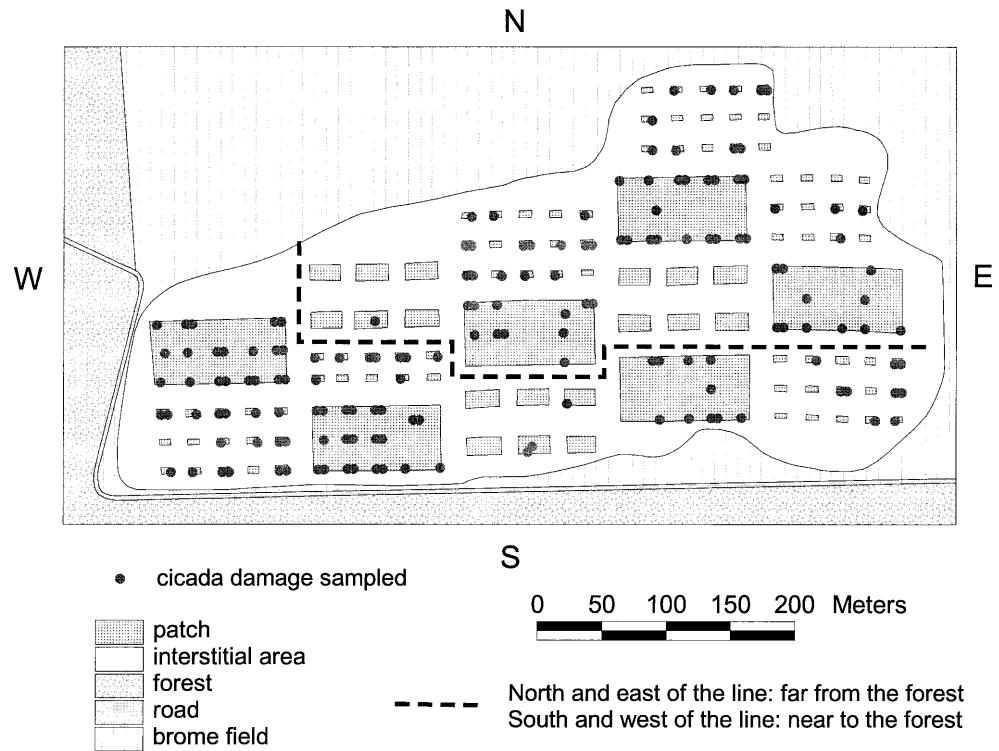 N
W
E
S
cicada damage sampled
0 50 100 150 200 Meters
patch
interstitial area
forest
road
brome field
North and east of the line: far from the forest
South and west of the line: near to the forest